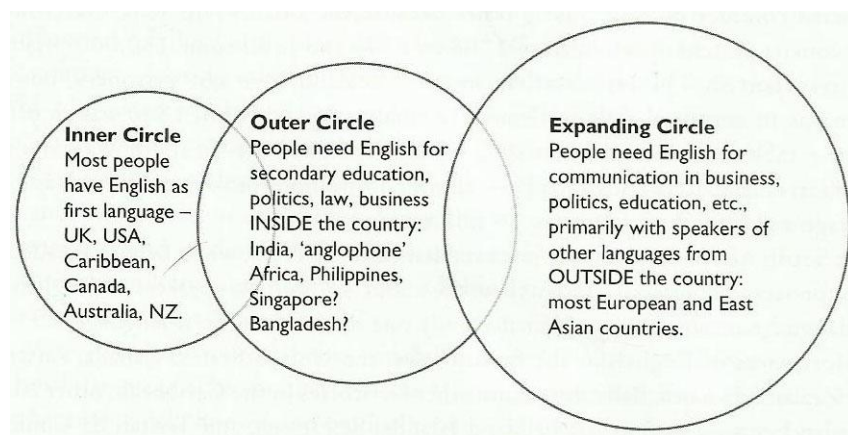 Inner Circle
Most people
have English as
first language –
UK, USA,
Caribbean,
Canada,
Australia, NZ.
Outer Circle
People need English for
secondary education,
politics, law, business
INSIDE the country:
India, ‘anglophone’
Africa, Philippines,
Singapore?
Bangladesh?
Expanding Circle
People need English for
communication in business,
politics, education, etc.,
primarily with speakers of
other languages from
OUTSIDE the country:
most European and East
Asian countries.